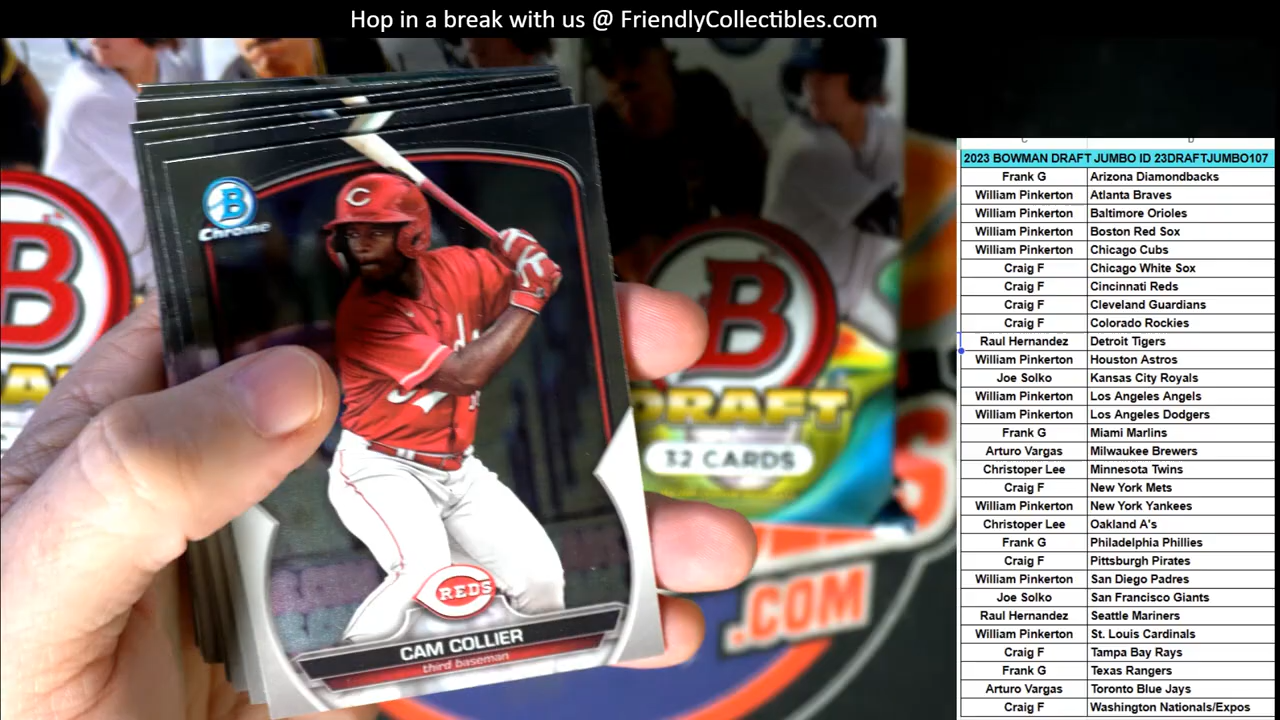 Hop in a break with us @ FriendlyCollectibles.com
B
Chrome
C
REDS
CAM COLLIER
third baseman
B
B
DRAFT
32 CARDS
.COM
2023 BOWMAN DRAFT JUMBO ID 23DRAFTJUMBO107
Frank G Arizona Diamondbacks
William Pinkerton Atlanta Braves
William Pinkerton Baltimore Orioles
William Pinkerton Boston Red Sox
William Pinkerton Chicago Cubs
Craig F Chicago White Sox
Craig F Cincinnati Reds
Craig F Cleveland Guardians
Craig F Colorado Rockies
Raul Hernandez Detroit Tigers
William Pinkerton Houston Astros
Joe Solko Kansas City Royals
William Pinkerton Los Angeles Angels
William Pinkerton Los Angeles Dodgers
Frank G Miami Marlins
Arturo Vargas Milwaukee Brewers
Christoper Lee Minnesota Twins
Craig F New York Mets
William Pinkerton New York Yankees
Christoper Lee Oakland A's
Frank G Philadelphia Phillies
Craig F Pittsburgh Pirates
William Pinkerton San Diego Padres
Joe Solko San Francisco Giants
Raul Hernandez Seattle Mariners
William Pinkerton St. Louis Cardinals
Craig F Tampa Bay Rays
Frank G Texas Rangers
Arturo Vargas Toronto Blue Jays
Craig F Washington Nationals/Expos